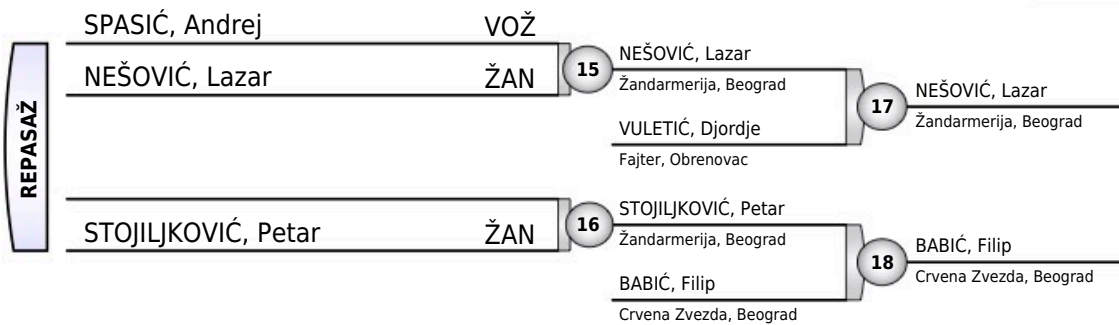 SPASIĆ, Andrej VOŽ
NEŠOVIĆ, Lazar ŽAN
REPASAŽ
STOJILJKOVIĆ, Petar ŽAN
15
NEŠOVIĆ, Lazar
Žandarmerija, Beograd
VULETIĆ, Djordje
Fajter, Obrenovac
16
STOJILJKOVIĆ, Petar
Žandarmerija, Beograd
BABIĆ, Filip
Crvena Zvezda, Beograd
17
NEŠOVIĆ, Lazar
Žandarmerija, Beograd
18
BABIĆ, Filip
Crvena Zvezda, Beograd